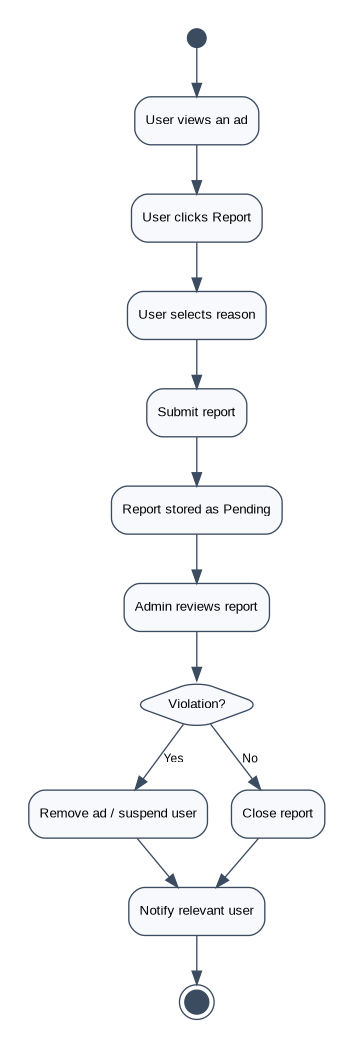 User views an ad
User clicks Report
User selects reason
Submit report
Report stored as Pending
Admin reviews report
Violation?
Yes
No
Remove ad / suspend user
Close report
Notify relevant user